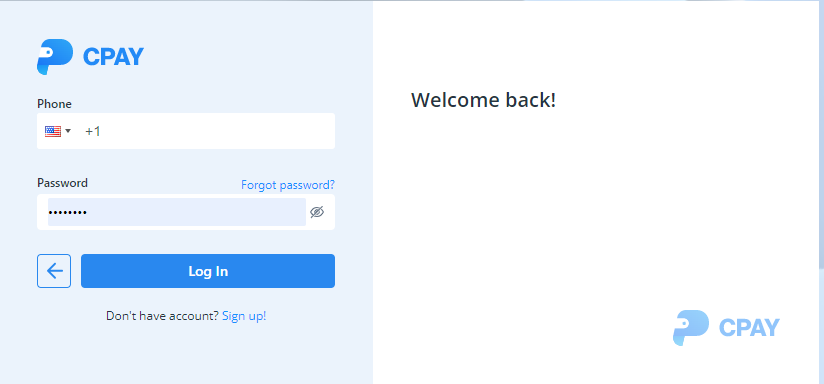 CPAY
Phone
+1
Password
Forgot password?
••••••••
Log In
Don't have account? Sign up!
Welcome back!
CPAY